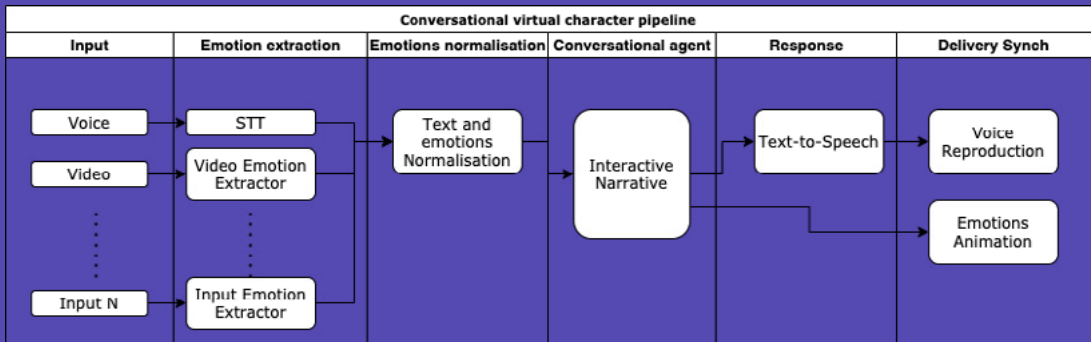 Conversational virtual character pipeline
Input
Emotion extraction
Emotions normalisation
Conversational agent
Response
Delivery Synch
Voice
STT
Text and
emotions
Normalisation
Interactive
Narrative
Text-to-Speech
Voice
Reproduction
Video
Video Emotion
Extractor
Emotions
Animation
Input N
Input Emotion
Extractor